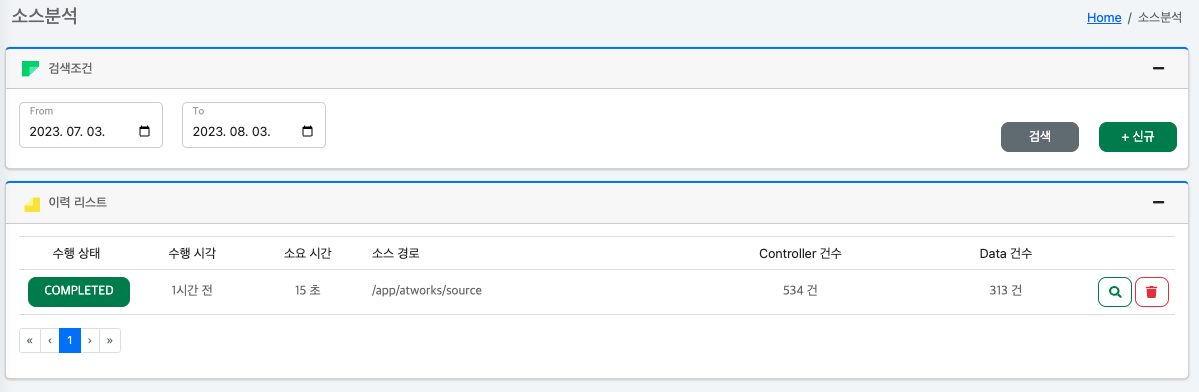 소스분석
Home / 소스분석
검색조건
From
2023. 07. 03.
To
2023. 08. 03.
검색
+ 신규
이력 리스트
수행 상태 수행 시각 소요 시간 소스 경로 Controller 건수 Data 건수
COMPLETED 1시간 전 15 초 /app/atworks/source 534 건 313 건
« ‹ 1 › »